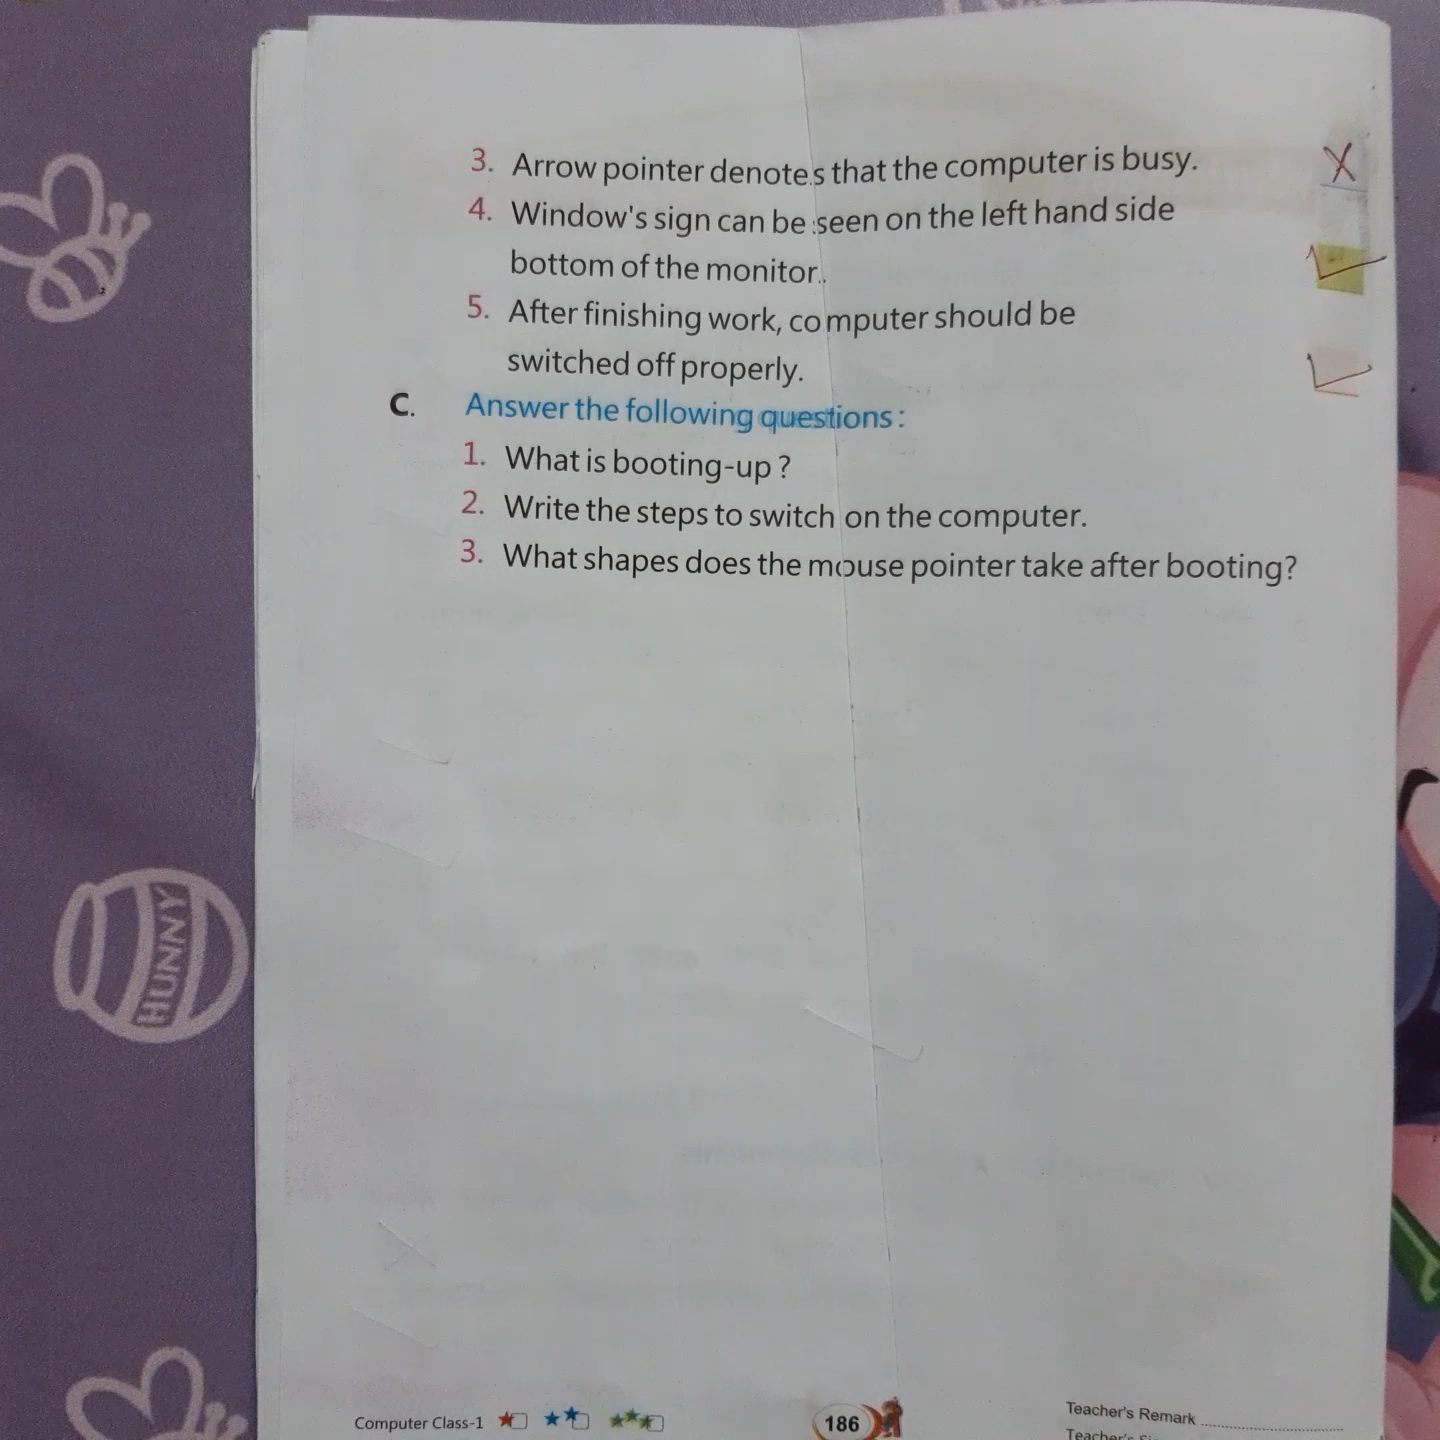 3. Arrow pointer denotes that the computer is busy. X
4. Window's sign can be seen on the left hand side
bottom of the monitor. ✓
5. After finishing work, computer should be
switched off properly. ✓
C. Answer the following questions:
1. What is booting-up ?
2. Write the steps to switch on the computer.
3. What shapes does the mouse pointer take after booting?
HUNNY
Computer Class-1
186
Teacher's Remark